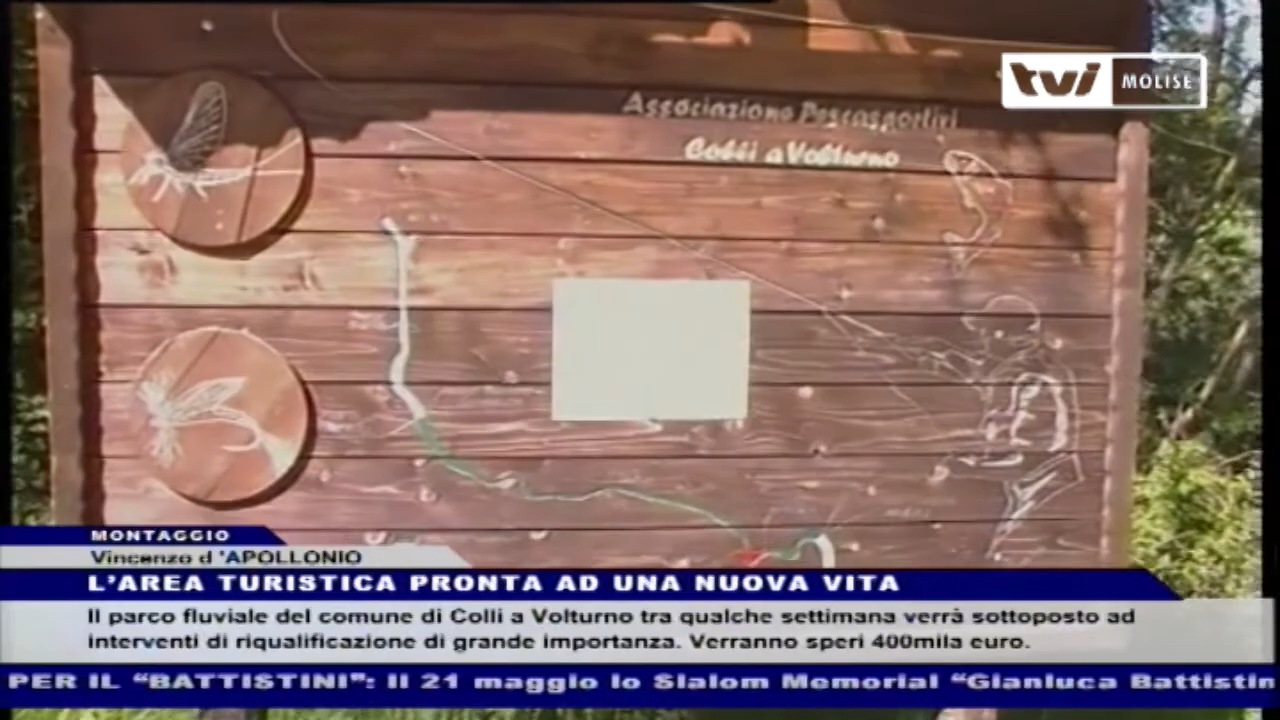 tvi MOLISE
Associazione Pescasportivi
Colli a Volturno
MONTAGGIO
Vincenzo d 'APOLLONIO
L'AREA TURISTICA PRONTA AD UNA NUOVA VITA
Il parco fluviale del comune di Colli a Volturno tra qualche settimana verrà sottoposto ad
interventi di riqualificazione di grande importanza. Verranno speri 400mila euro.
PER IL “BATTISTINI”: Il 21 maggio lo Slalom Memorial “Gianluca Battistin